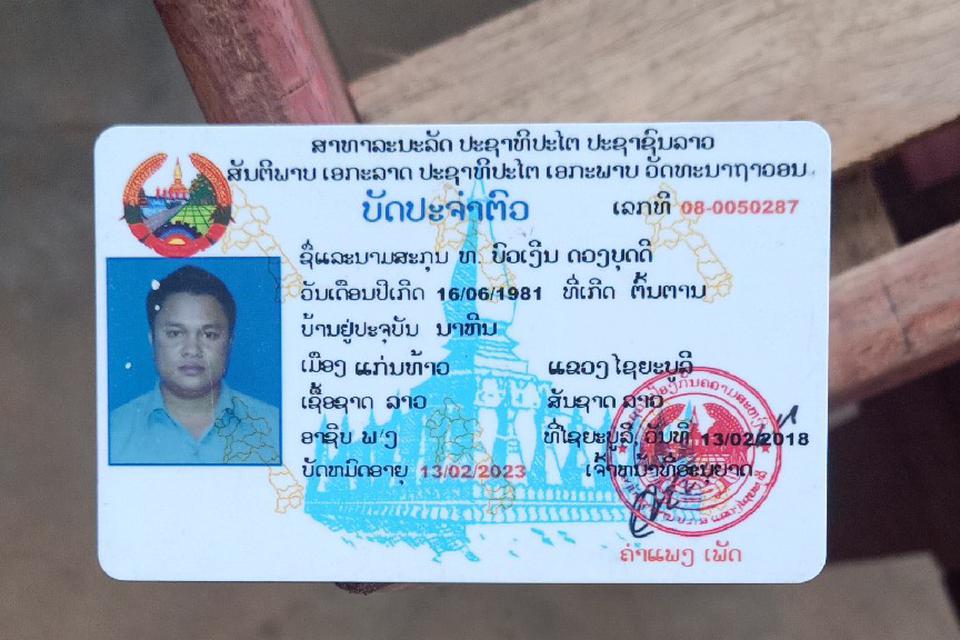 ສາທາລະນະລັດ ປະຊາທິປະໄຕ ປະຊາຊົນລາວ
ສັນຕິພາບ ເອກະລາດ ປະຊາທິປະໄຕ ເອກະພາບ ວັດທະນາຖາວອນ
ບັດປະຈຳຕົວ
ເລກທີ 08-0050287
ຊື່ແລະນາມສະກຸນ ທ. ບົວເງີນ ດວງບຸດດີ
ວັນເດືອນປີເກີດ 16/06/1981 ທີ່ເກີດ ຕົ້ນຕານ
ບ້ານຢູ່ປະຈຸບັນ ນາຫີນ
ເມືອງ ແກ່ນທ້າວ ແຂວງ ໄຊຍະບູລີ
ເຊື້ອຊາດ ລາວ ສັນຊາດ ລາວ
ອາຊີບ ທີ່ໄຊຍະບູລີ, ວັນທີ 13/02/2018
ບັດຫມົດອາຍຸ 13/02/2023 ເຈົ້າຫນ້າທີ່ອະນຸຍາດ
ຄຳແພງ ເພັດ